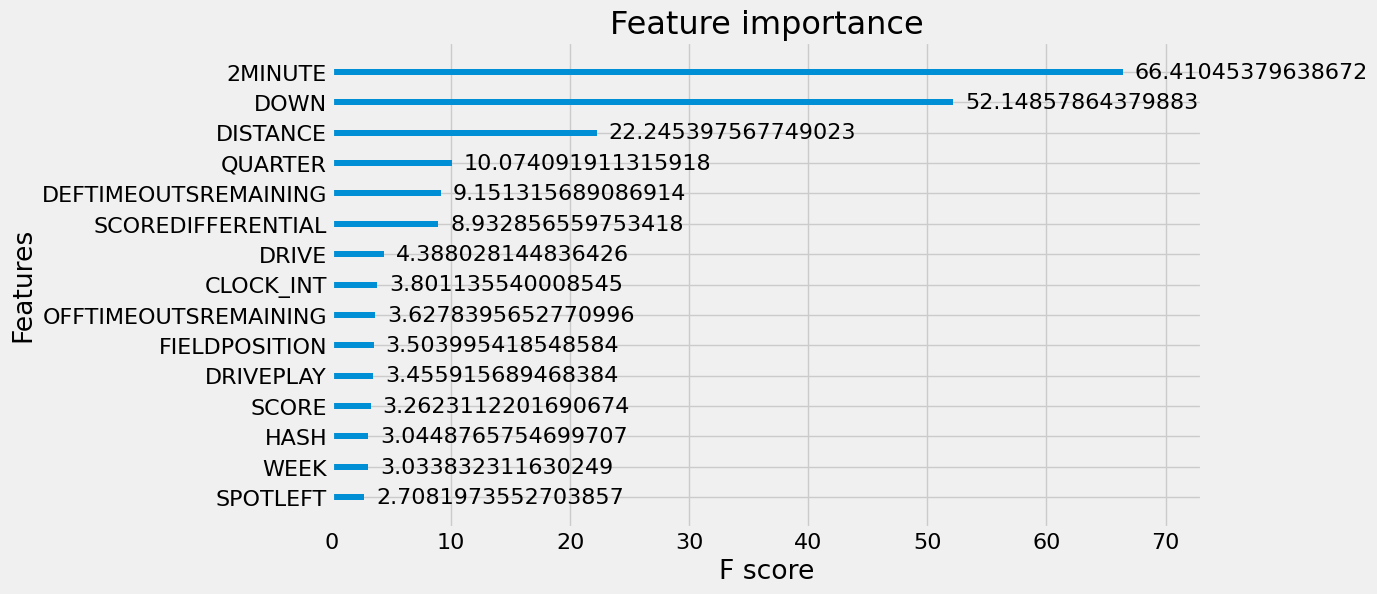 Feature importance
2MINUTE 66.41045379638672
DOWN 52.14857864379883
DISTANCE 22.245397567749023
QUARTER 10.074091911315918
DEFTIMEOUTSREMAINING 9.151315689086914
SCOREDIFFERENTIAL 8.932856559753418
DRIVE 4.388028144836426
CLOCK_INT 3.801135540008545
OFFTIMEOUTSREMAINING 3.6278395652770996
FIELDPOSITION 3.503995418548584
DRIVEPLAY 3.455915689468384
SCORE 3.2623112201690674
HASH 3.0448765754699707
WEEK 3.033832311630249
SPOTLEFT 2.7081973552703857
Features
0 10 20 30 40 50 60 70
F score